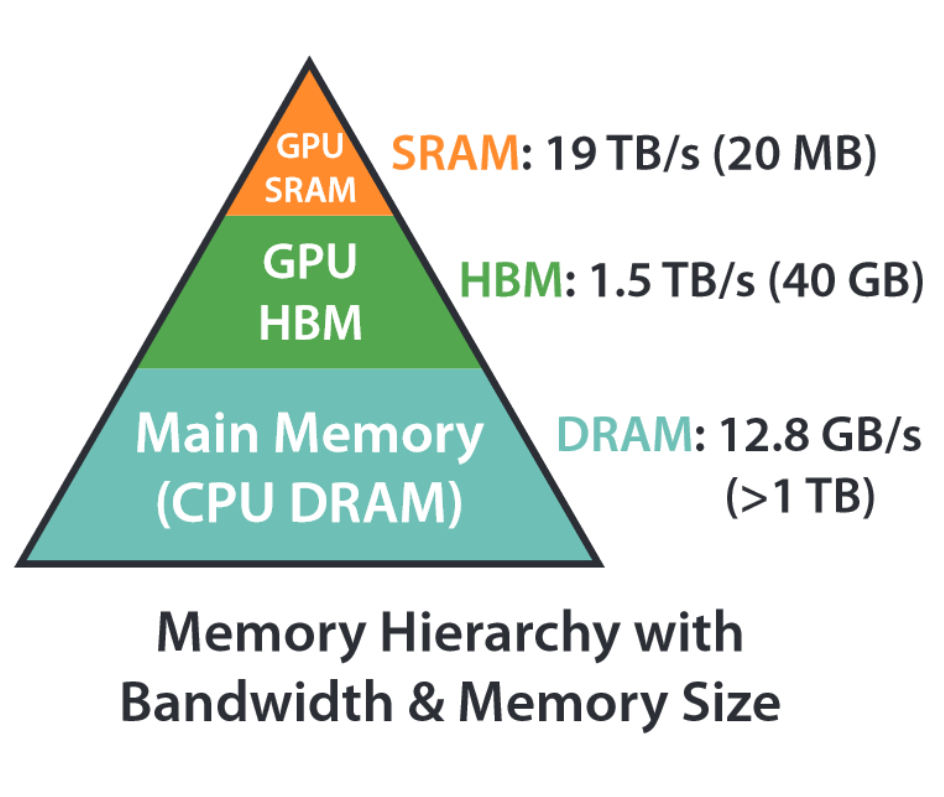 GPU
SRAM
SRAM: 19 TB/s (20 MB)
GPU
HBM
HBM: 1.5 TB/s (40 GB)
Main Memory
(CPU DRAM)
DRAM: 12.8 GB/s
(>1 TB)
Memory Hierarchy with
Bandwidth & Memory Size